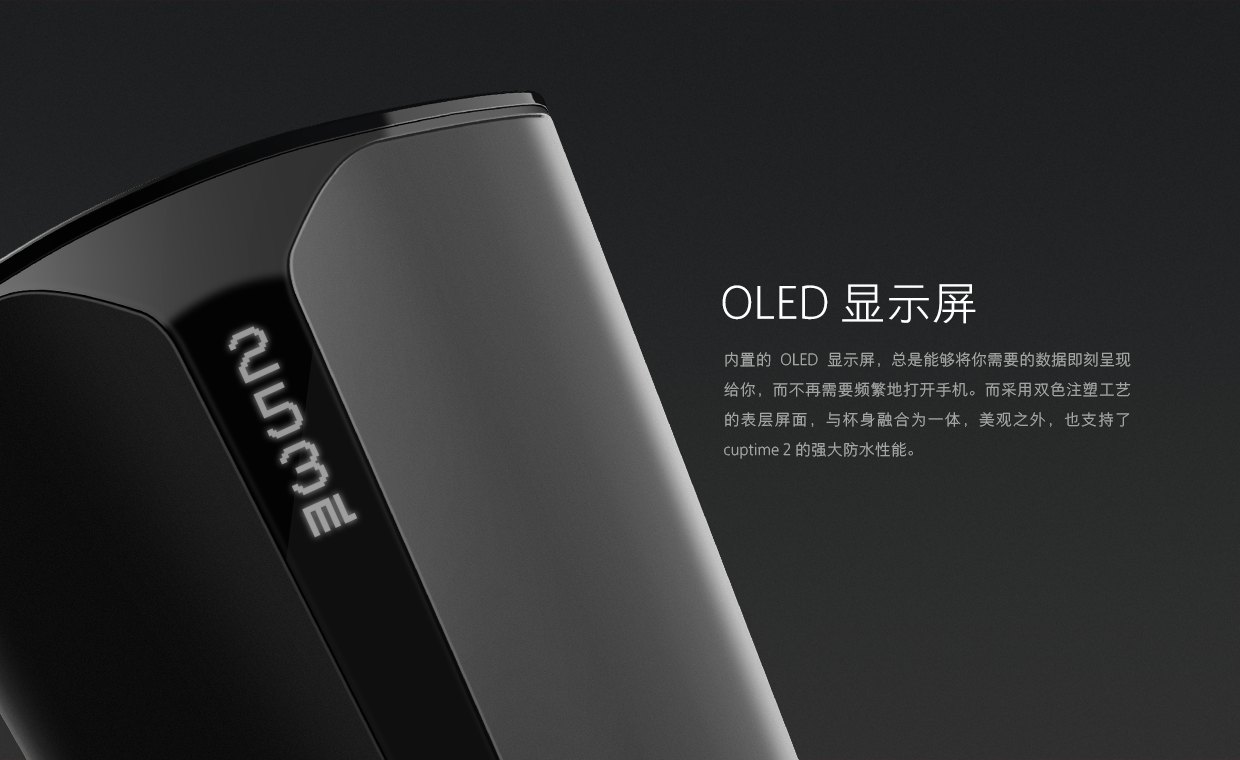 OLED 显示屏
内置的 OLED 显示屏，总是能够将你需要的数据即刻呈现
给你，而不再需要频繁地打开手机。而采用双色注塑工艺
的表层屏面，与杯身融合为一体，美观之外，也支持了
cuptime 2 的强大防水性能。